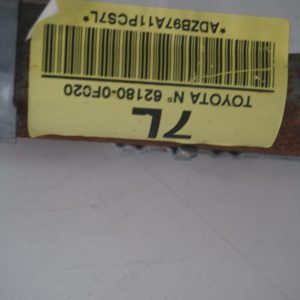 7L
TOYOTA N° 62180-0F020
*ADZB97A11PCS7L*